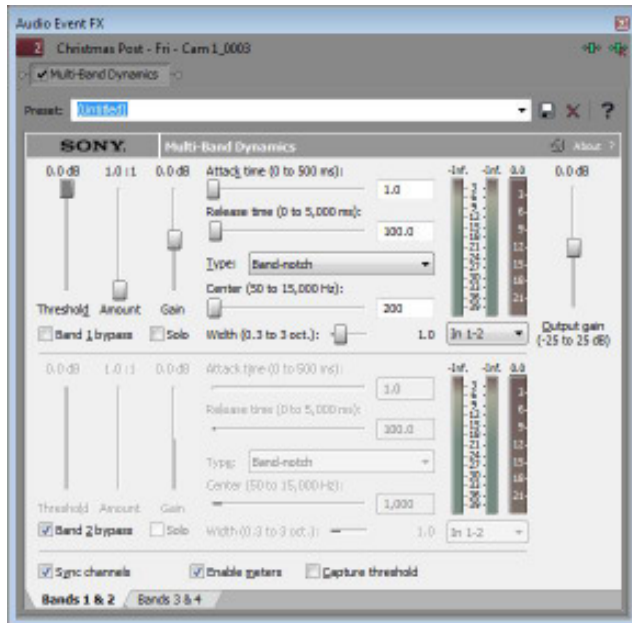 Audio Event FX
2 Christmas Post - Fri - Cam 1_0003
Multi-Band Dynamics
Preset: (Untitled) ?
SONY. Multi-Band Dynamics About ?
0.0 dB 1.0 :1 0.0 dB Attack time (0 to 500 ms): -Inf. -Inf. 0.0 0.0 dB
1.0
Release time (0 to 5,000 ms):
100.0
Type: Band-notch
Center (50 to 15,000 Hz):
Threshold Amount Gain 200
Band 1 bypass Solo Width (0.3 to 3 oct.): 1.0 In 1-2 Output gain
(-25 to 25 dB)
0.0 dB 1.0 :1 0.0 dB Attack time (0 to 500 ms): -Inf. -Inf. 0.0
1.0
Release time (0 to 5,000 ms):
100.0
Type: Band-notch
Center (50 to 15,000 Hz):
Threshold Amount Gain 1,000
Band 2 bypass Solo Width (0.3 to 3 oct.): 1.0 In 1-2
Sync channels Enable meters Capture threshold
Bands 1 & 2 Bands 3 & 4